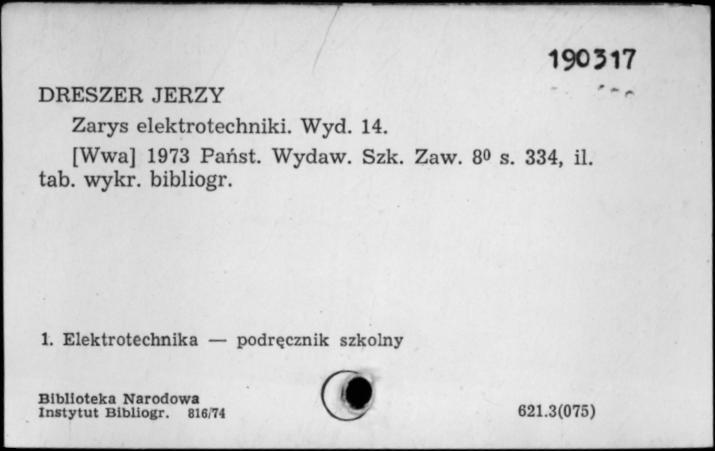 190317
DRESZER JERZY
Zarys elektrotechniki. Wyd. 14.
[Wwa] 1973 Państ. Wydaw. Szk. Zaw. 8⁰ s. 334, il.
tab. wykr. bibliogr.
1. Elektrotechnika — podręcznik szkolny
Biblioteka Narodowa
Instytut Bibliogr. 816/74
621.3(075)